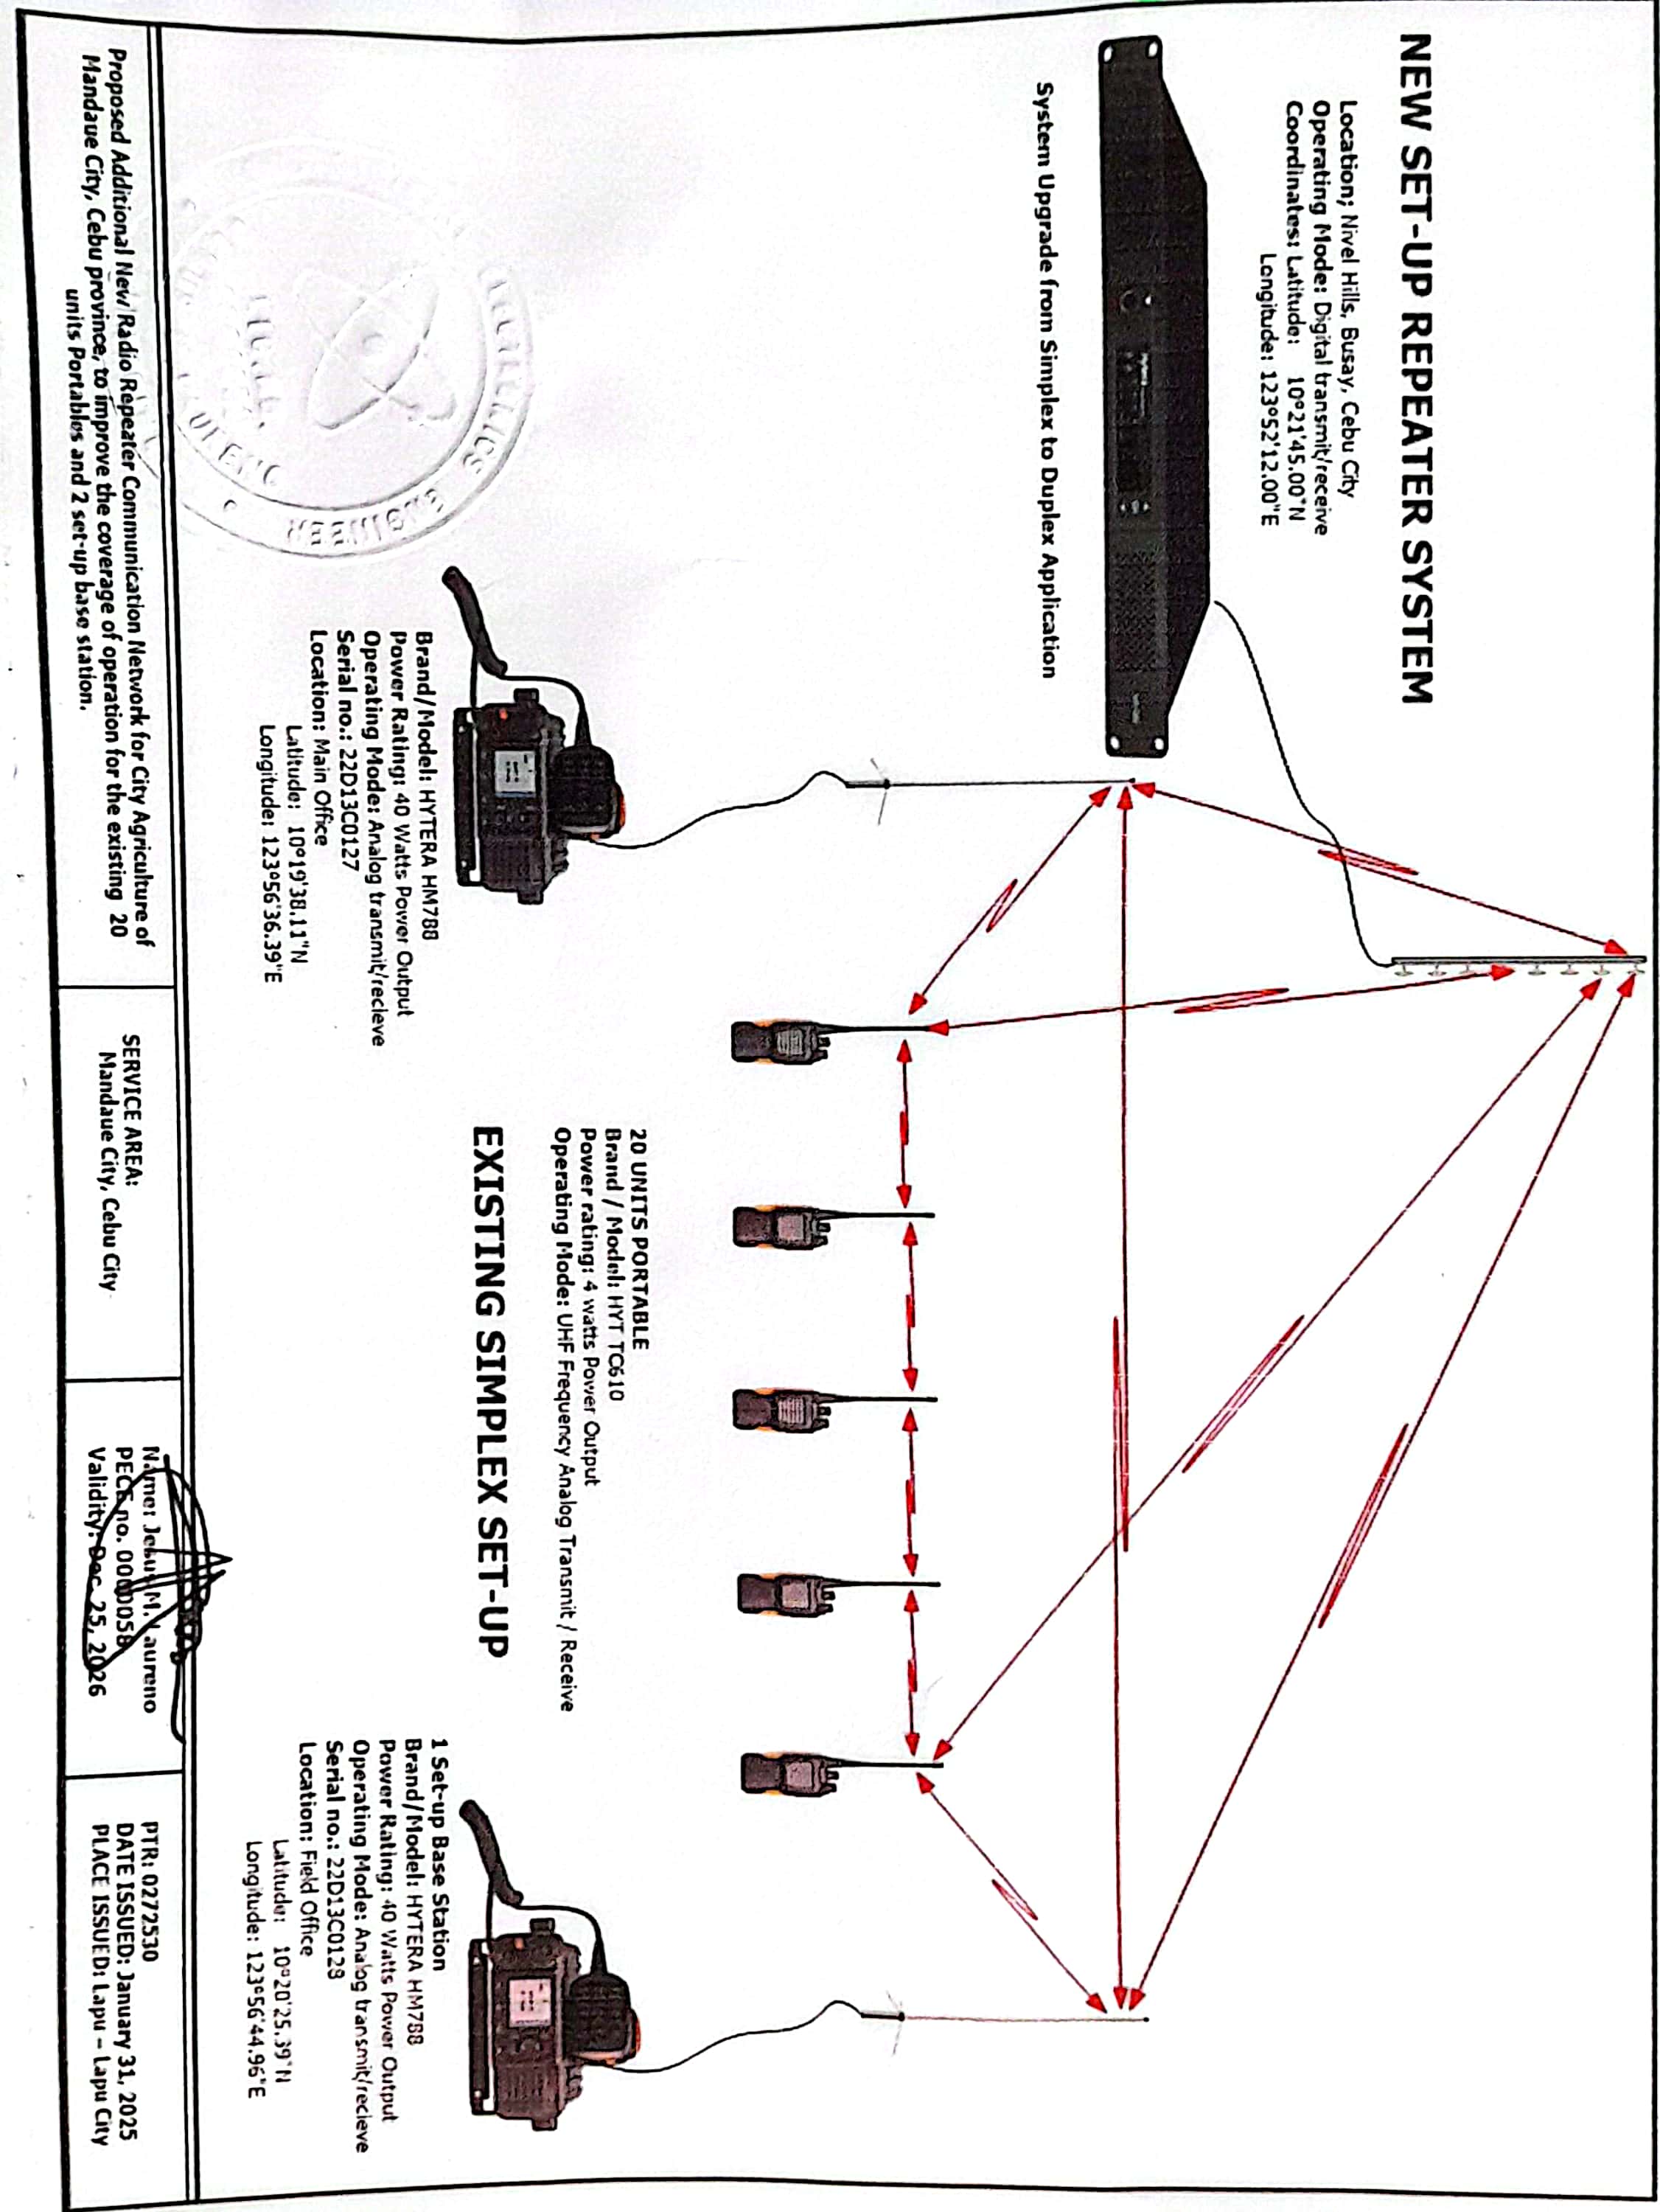 NEW SET-UP REPEATER SYSTEM
Location; Nivel Hills, Busay, Cebu City
Operating Mode: Digital transmit/receive
Coordinates: Latitude: 10°21'45.00"N
Longitude: 123°52'12.00"E
System Upgrade from Simplex to Duplex Application
20 UNITS PORTABLE
Brand / Model: HYT TC610
Power rating: 4 watts Power Output
Operating Mode: UHF Frequency Analog Transmit / Receive
EXISTING SIMPLEX SET-UP
Brand/Model: HYTERA HM788
Power Rating: 40 Watts Power Output
Operating Mode: Analog transmit/recieve
Serial no.: 22D13C0127
Location: Main Office
Latitude: 10°19'38.11"N
Longitude: 123°56'36.39"E
1 Set-up Base Station
Brand/Model: HYTERA HM788
Power Rating: 40 Watts Power Output
Operating Mode: Analog transmit/recieve
Serial no.: 22D13C0128
Location: Field Office
Latitude: 10°20'25.39"N
Longitude: 123°56'44.96"E
ELECTRONICS ENGINEER
Proposed Additional New Radio Repeater Communication Network for City Agriculture of
Mandaue City, Cebu province, to improve the coverage of operation for the existing 20
units Portables and 2 set-up base station.
SERVICE AREA:
Mandaue City, Cebu City
Name: Jesus M. Laureno
PECE no. 0000058
Validity: Dec. 25, 2026
PTR: 0272530
DATE ISSUED: January 31, 2025
PLACE ISSUED: Lapu - Lapu City